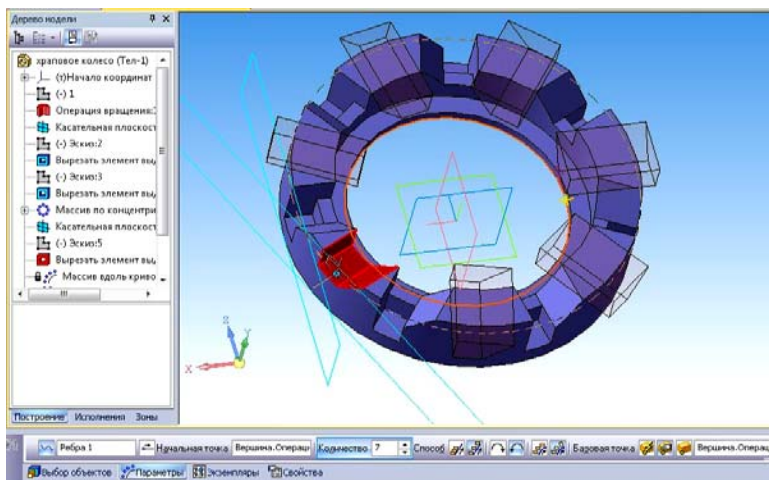 Дерево модели
храповое колесо (Тел-1)
(т)Начало координат
(-) 1
Операция вращения:
Касательная плоскост
(-) Эскиз:2
Вырезать элемент вы
(-) Эскиз:3
Вырезать элемент вы
Массив по концентри
Касательная плоскост
(-) Эскиз:5
Вырезать элемент вы
Массив вдоль криво
Построение Исполнения Зоны
Z
Y
X
Ребра 1 Начальная точка Вершина.Операц Количество 7 Способ Базовая точка Вершина.Операц
Выбор объектов Параметры Экземпляры Свойства